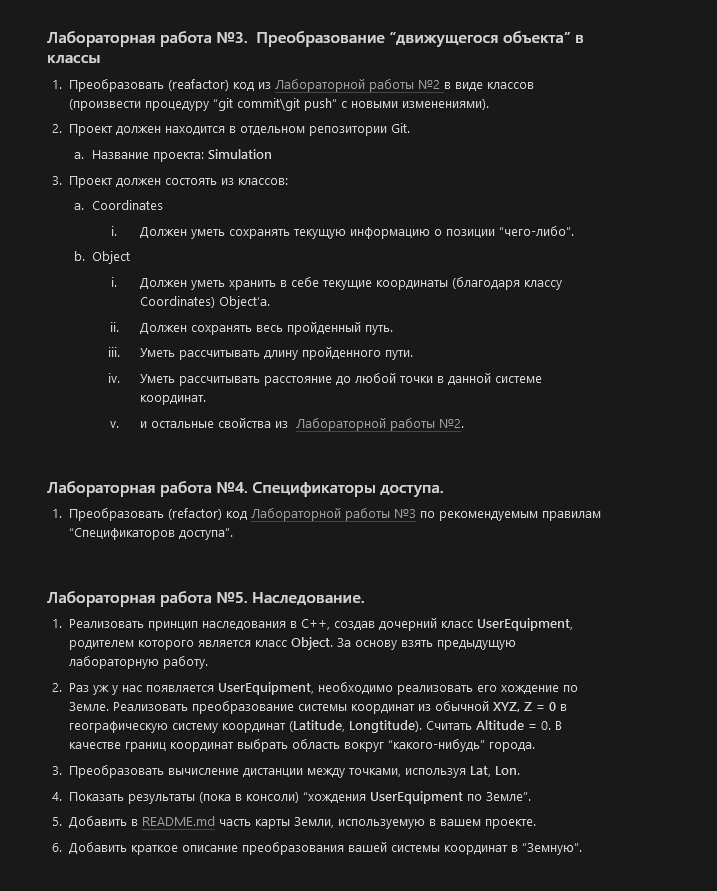 Лабораторная работа №3. Преобразование “движущегося объекта” в
классы
1. Преобразовать (reafactor) код из Лабораторной работы №2 в виде классов
(произвести процедуру “git commit\git push” с новыми изменениями).
2. Проект должен находится в отдельном репозитории Git.
a. Название проекта: Simulation
3. Проект должен состоять из классов:
a. Coordinates
i. Должен уметь сохранять текущую информацию о позиции “чего-либо”.
b. Object
i. Должен уметь хранить в себе текущие координаты (благодаря классу
Coordinates) Object’a.
ii. Должен сохранять весь пройденный путь.
iii. Уметь рассчитывать длину пройденного пути.
iv. Уметь рассчитывать расстояние до любой точки в данной системе
координат.
v. и остальные свойства из Лабораторной работы №2.
Лабораторная работа №4. Спецификаторы доступа.
1. Преобразовать (refactor) код Лабораторной работы №3 по рекомендуемым правилам
“Спецификаторов доступа”.
Лабораторная работа №5. Наследование.
1. Реализовать принцип наследования в C++, создав дочерний класс UserEquipment,
родителем которого является класс Object. За основу взять предыдущую
лабораторную работу.
2. Раз уж у нас появляется UserEquipment, необходимо реализовать его хождение по
Земле. Реализовать преобразование системы координат из обычной XYZ, Z = 0 в
географическую систему координат (Latitude, Longtitude). Считать Altitude = 0. В
качестве границ координат выбрать область вокруг “какого-нибудь” города.
3. Преобразовать вычисление дистанции между точками, используя Lat, Lon.
4. Показать результаты (пока в консоли) “хождения UserEquipment по Земле”.
5. Добавить в README.md часть карты Земли, используемую в вашем проекте.
6. Добавить краткое описание преобразования вашей системы координат в “Земную”.